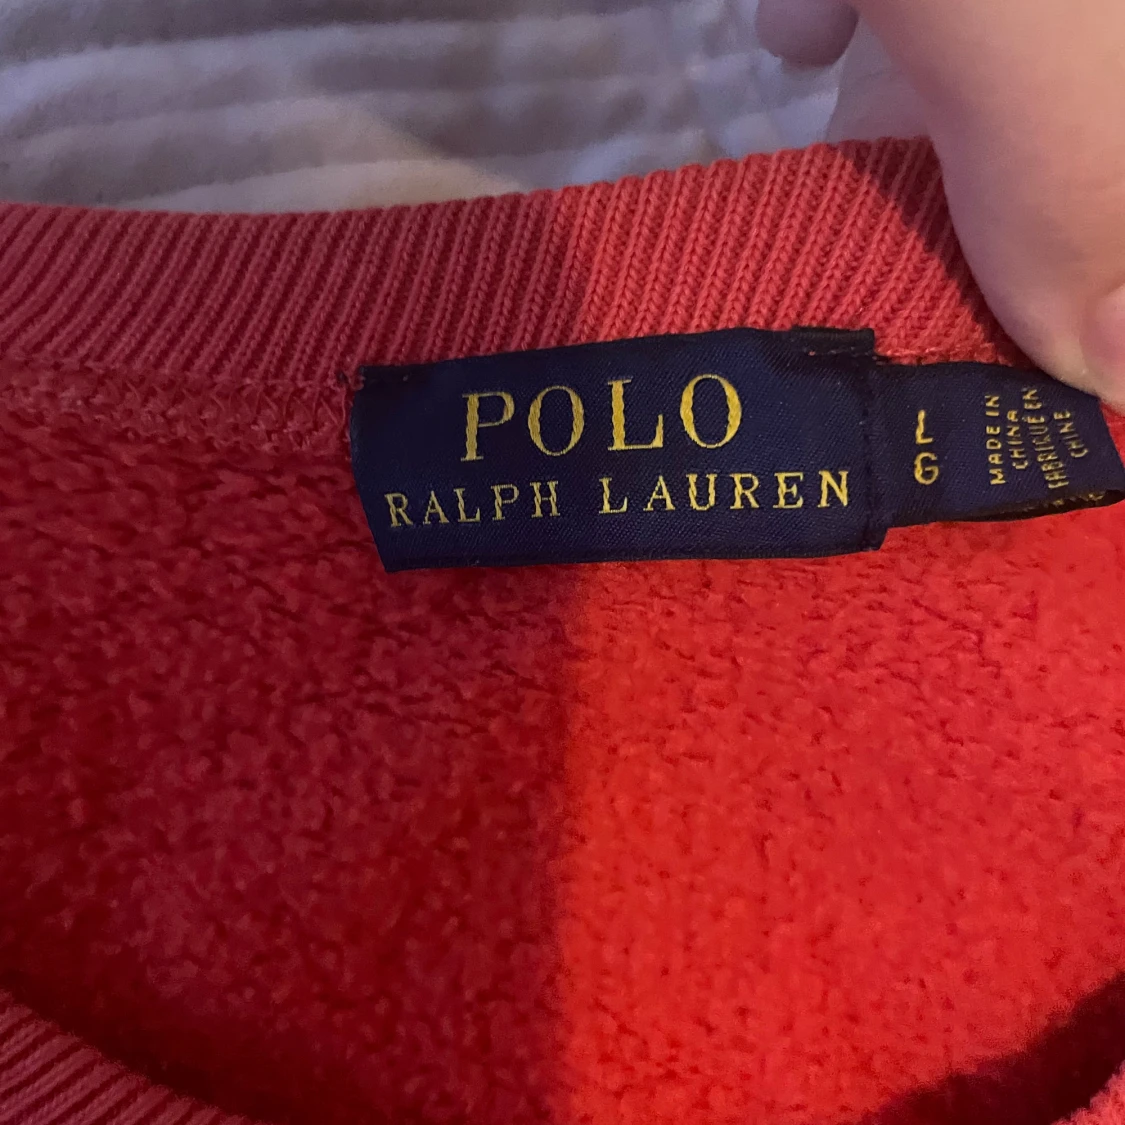 POLO
RALPH LAUREN
L
G
MADE IN
CHINA
FABRIQUÉ EN
CHINE